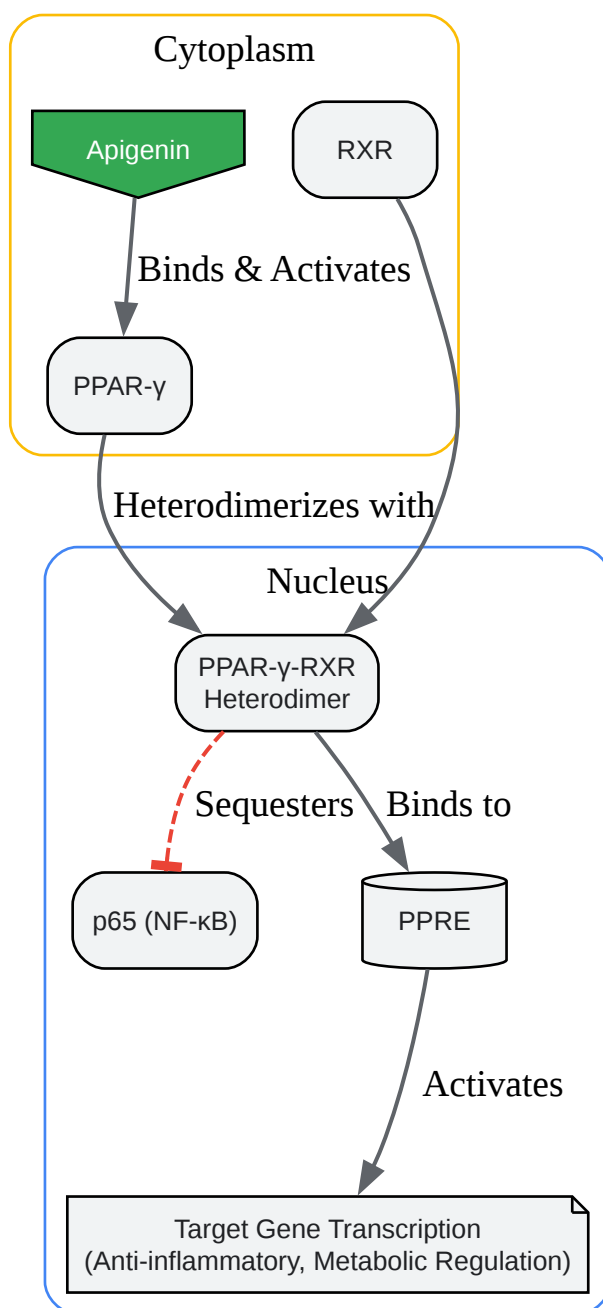 Cytoplasm
Apigenin
RXR
Binds & Activates
PPAR-γ
Heterodimerizes with
Nucleus
PPAR-γ-RXR
Heterodimer
Sequesters
Binds to
p65 (NF-κB)
PPRE
Activates
Target Gene Transcription
(Anti-inflammatory, Metabolic Regulation)